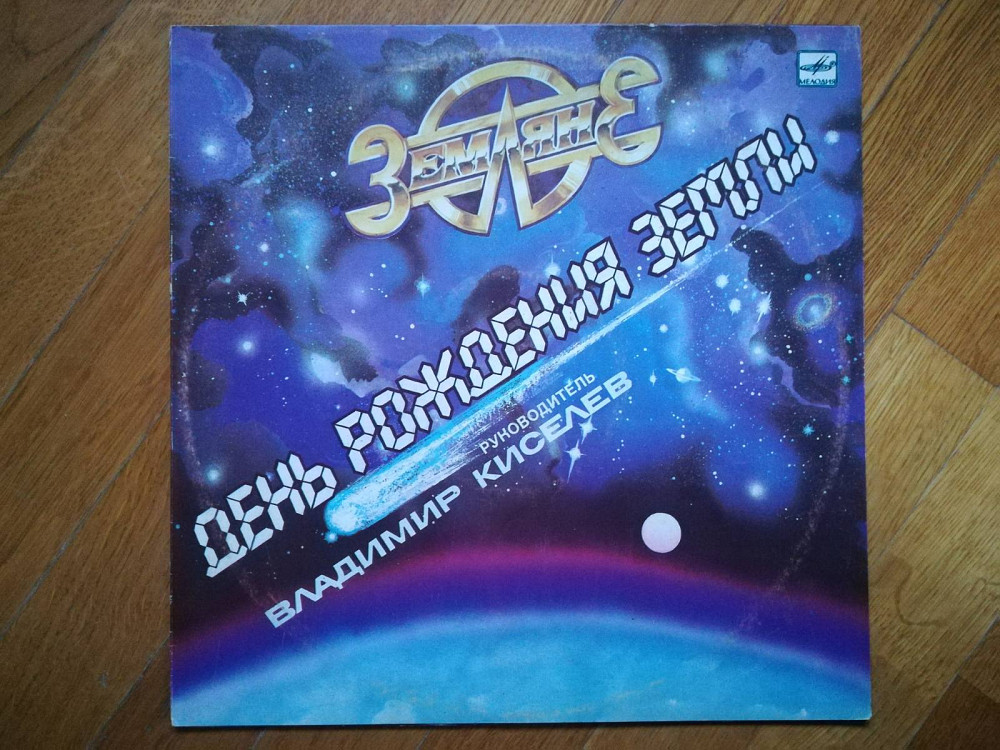 МЕЛОДИЯ
ЗЕМЛЯНЕ
ДЕНЬ РОЖДЕНИЯ ЗЕМЛИ
РУКОВОДИТЕЛЬ
ВЛАДИМИР КИСЕЛЕВ